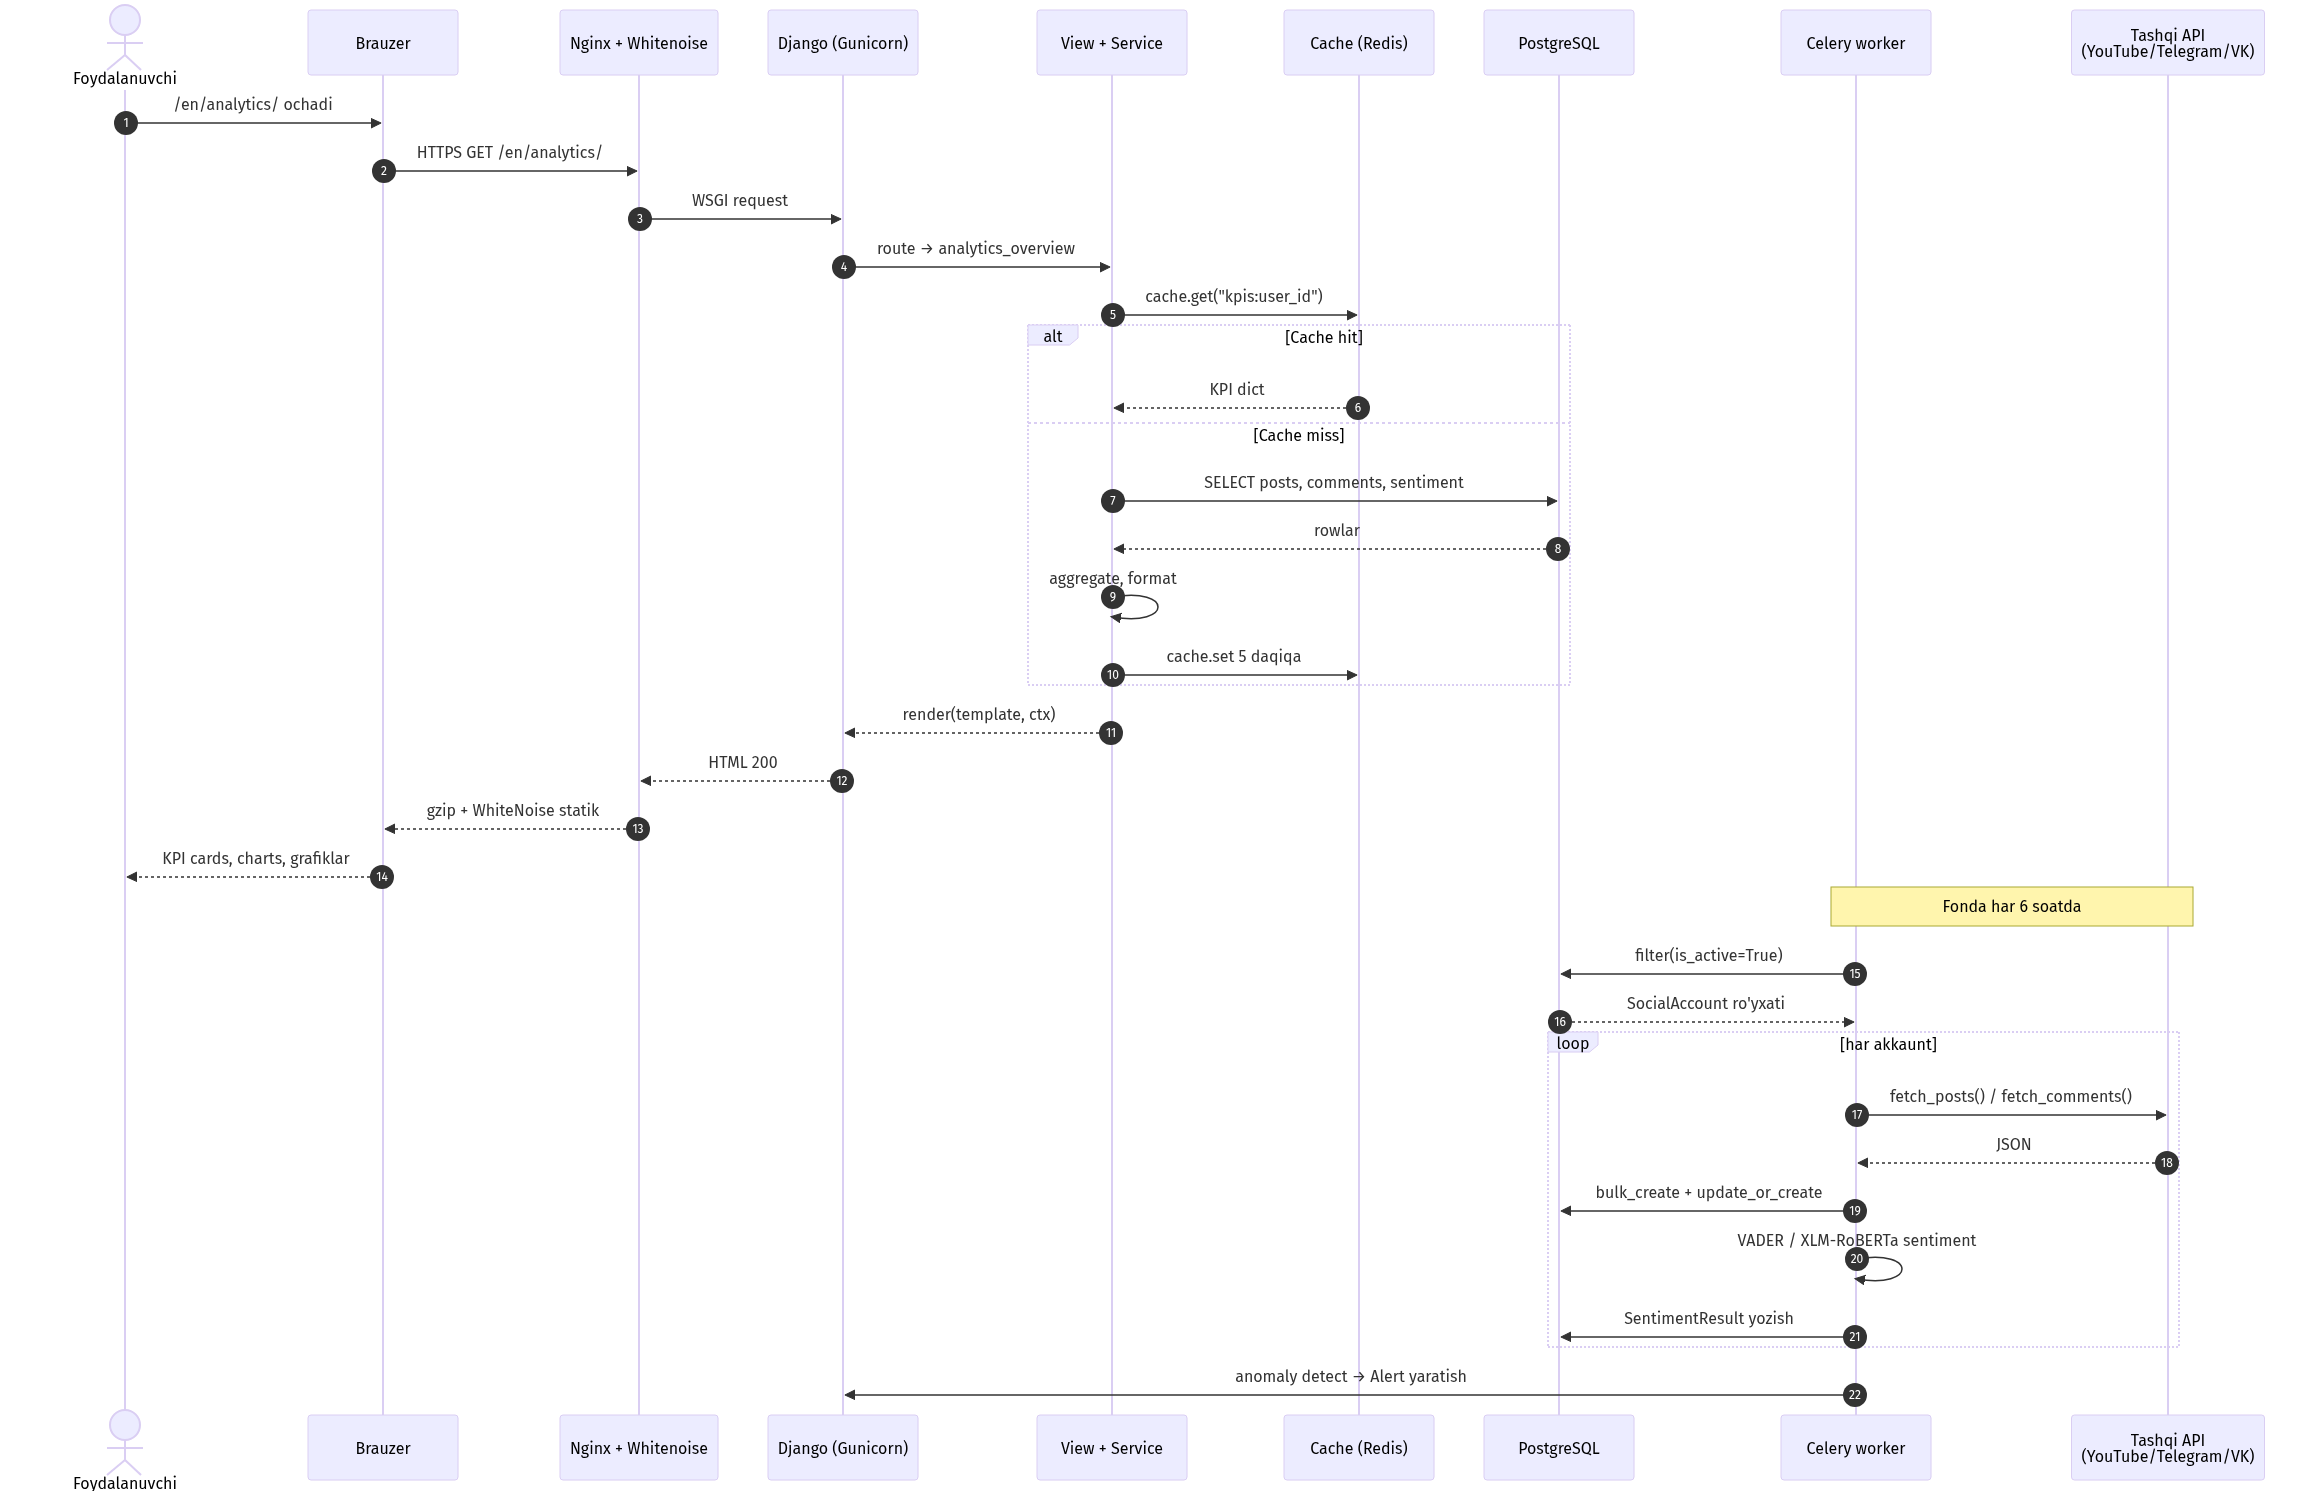 Foydalanuvchi
Brauzer
Nginx + Whitenoise
Django (Gunicorn)
View + Service
Cache (Redis)
PostgreSQL
Celery worker
Tashqi API
(YouTube/Telegram/VK)
/en/analytics/ ochadi
1
HTTPS GET /en/analytics/
2
WSGI request
3
route → analytics_overview
4
cache.get("kpis:user_id")
5
alt
[Cache hit]
KPI dict
6
[Cache miss]
SELECT posts, comments, sentiment
7
rowlar
8
aggregate, format
9
cache.set 5 daqiqa
10
render(template, ctx)
11
HTML 200
12
gzip + WhiteNoise statik
13
KPI cards, charts, grafiklar
14
Fonda har 6 soatda
filter(is_active=True)
15
SocialAccount ro'yxati
16
loop
[har akkaunt]
fetch_posts() / fetch_comments()
17
JSON
18
bulk_create + update_or_create
19
VADER / XLM-RoBERTa sentiment
20
SentimentResult yozish
21
anomaly detect → Alert yaratish
22
Foydalanuvchi
Brauzer
Nginx + Whitenoise
Django (Gunicorn)
View + Service
Cache (Redis)
PostgreSQL
Celery worker
Tashqi API
(YouTube/Telegram/VK)